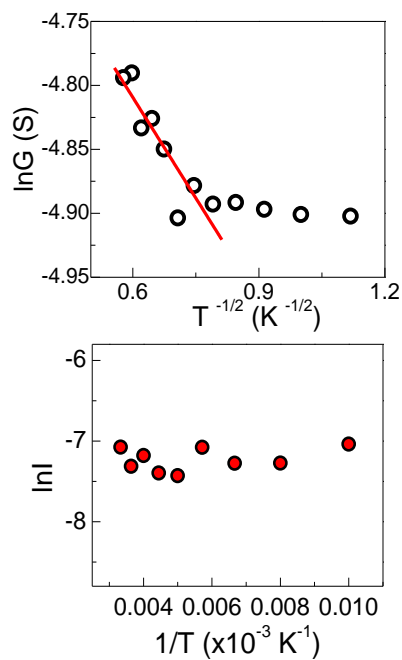 -4.75
-4.80
-4.85
-4.90
-4.95
lnG (S)
0.6 0.9 1.2
T -1/2 (K -1/2)
-6
-7
-8
lnI
0.004 0.006 0.008 0.010
1/T (x10-3 K-1)